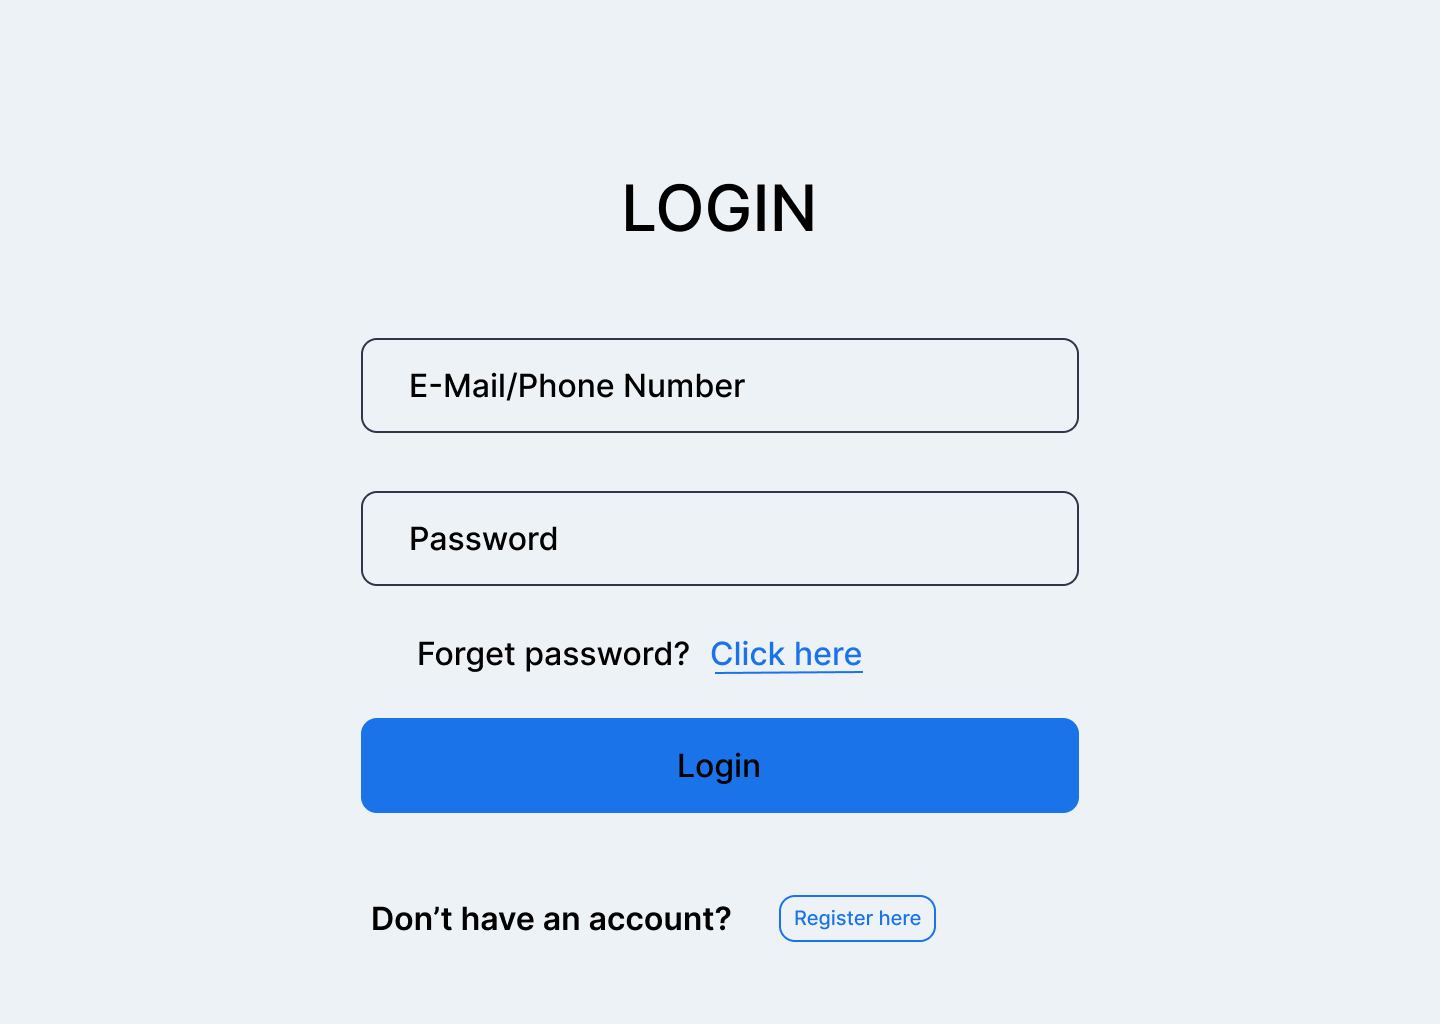 LOGIN
E-Mail/Phone Number
Password
Forget password? Click here
Login
Don’t have an account? Register here